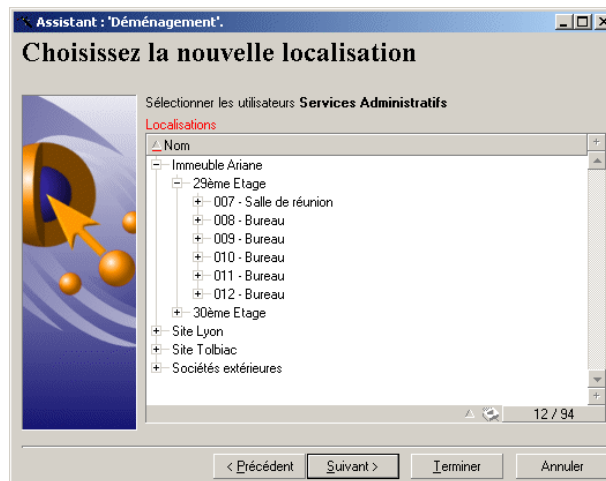 Assistant : 'Déménagement'.
Choisissez la nouvelle localisation
Sélectionner les utilisateurs Services Administratifs
Localisations
Nom
Immeuble Ariane
29ème Etage
007 - Salle de réunion
008 - Bureau
009 - Bureau
010 - Bureau
011 - Bureau
012 - Bureau
30ème Etage
Site Lyon
Site Tolbiac
Sociétés extérieures
12 / 94
< Précédent Suivant > Terminer Annuler